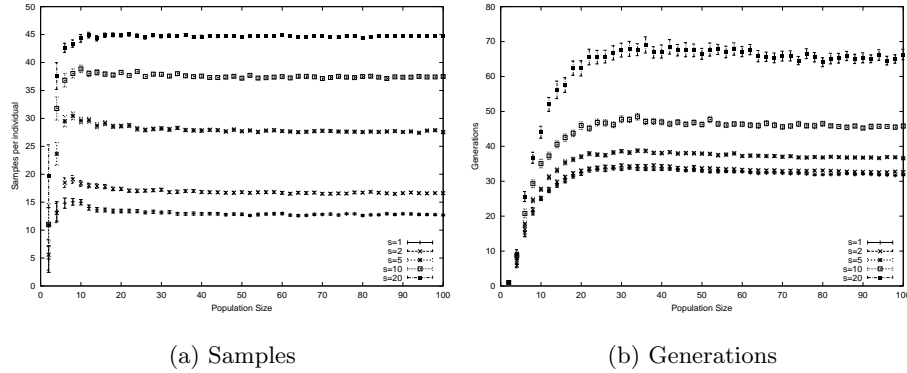 50
45
40
35
30
25
20
15
10
5
0
Samples per individual
0 10 20 30 40 50 60 70 80 90 100
Population Size
s=1
s=2
s=5
s=10
s=20
(a) Samples
80
70
60
50
40
30
20
10
0
Generations
0 10 20 30 40 50 60 70 80 90 100
Population Size
s=1
s=2
s=5
s=10
s=20
(b) Generations